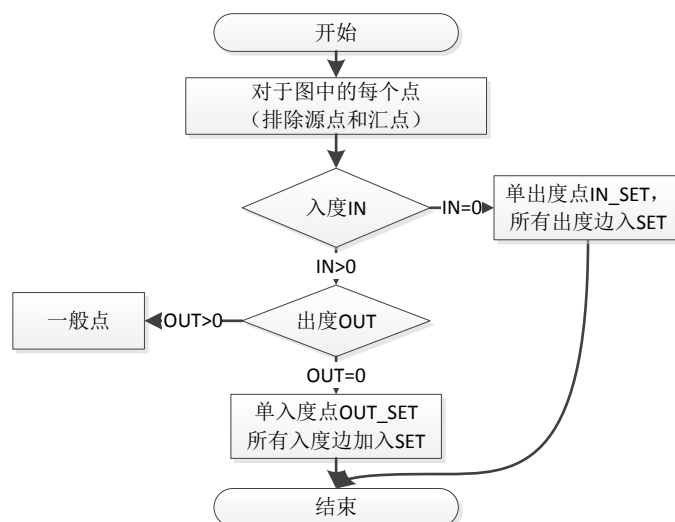 开始
对于图中的每个点
（排除源点和汇点）
入度IN
IN=0
单出度点IN_SET，
所有出度边入SET
IN>0
一般点
OUT>0
出度OUT
OUT=0
单入度点OUT_SET
所有入度边加入SET
结束